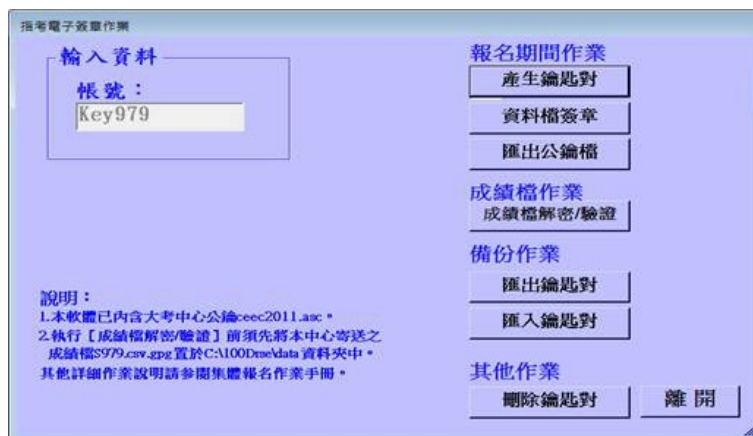 指考電子簽章作業
輸入資料
帳號：
Key979
報名期間作業
產生鑰匙對
資料檔簽章
匯出公鑰檔
成績檔作業
成績檔解密/驗證
備份作業
匯出鑰匙對
匯入鑰匙對
其他作業
刪除鑰匙對
離開
說明：
1.本軟體已內含大考中心公鑰ceec2011.asc。
2.執行［成績檔解密/驗證］前須先將本中心寄送之
成績檔S979.csv.gpg置於C:\100Drse\data資料夾中。
其他詳細作業說明請參閱集體報名作業手冊。